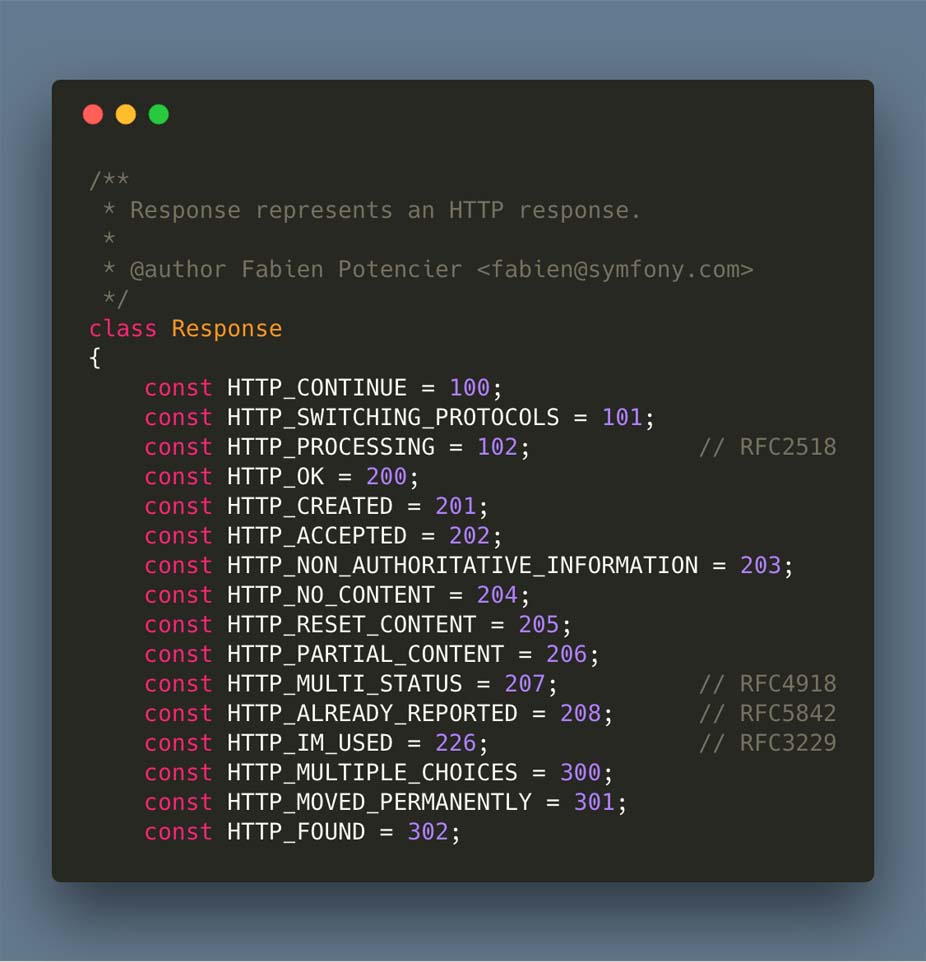 /**
 * Response represents an HTTP response.
 *
 * @author Fabien Potencier <fabien@symfony.com>
 */
class Response
{
    const HTTP_CONTINUE = 100;
    const HTTP_SWITCHING_PROTOCOLS = 101;
    const HTTP_PROCESSING = 102;            // RFC2518
    const HTTP_OK = 200;
    const HTTP_CREATED = 201;
    const HTTP_ACCEPTED = 202;
    const HTTP_NON_AUTHORITATIVE_INFORMATION = 203;
    const HTTP_NO_CONTENT = 204;
    const HTTP_RESET_CONTENT = 205;
    const HTTP_PARTIAL_CONTENT = 206;
    const HTTP_MULTI_STATUS = 207;          // RFC4918
    const HTTP_ALREADY_REPORTED = 208;      // RFC5842
    const HTTP_IM_USED = 226;               // RFC3229
    const HTTP_MULTIPLE_CHOICES = 300;
    const HTTP_MOVED_PERMANENTLY = 301;
    const HTTP_FOUND = 302;